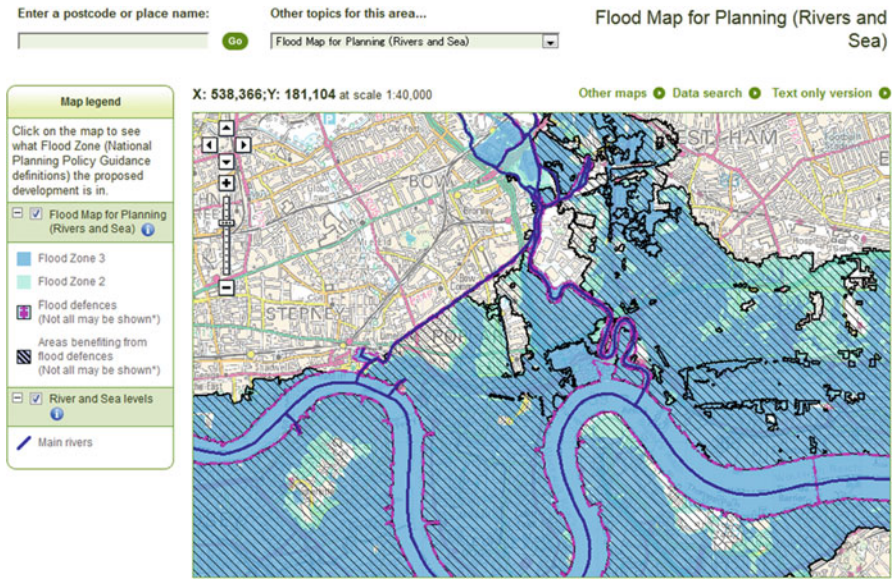 Enter a postcode or place name:
Other topics for this area...
Flood Map for Planning (Rivers and
Sea)
Go
Flood Map for Planning (Rivers and Sea)
X: 538,366;Y: 181,104 at scale 1:40,000
Other maps
Data search
Text only version
Map legend
Click on the map to see
what Flood Zone (National
Planning Policy Guidance
definitions) the proposed
development is in.
Flood Map for Planning
(Rivers and Sea)
Flood Zone 3
Flood Zone 2
Flood defences
(Not all may be shown*)
Areas benefiting from
flood defences
(Not all may be shown*)
River and Sea levels
Main rivers
Old Ford
BOW
HAM
Bromley
STEPNEY